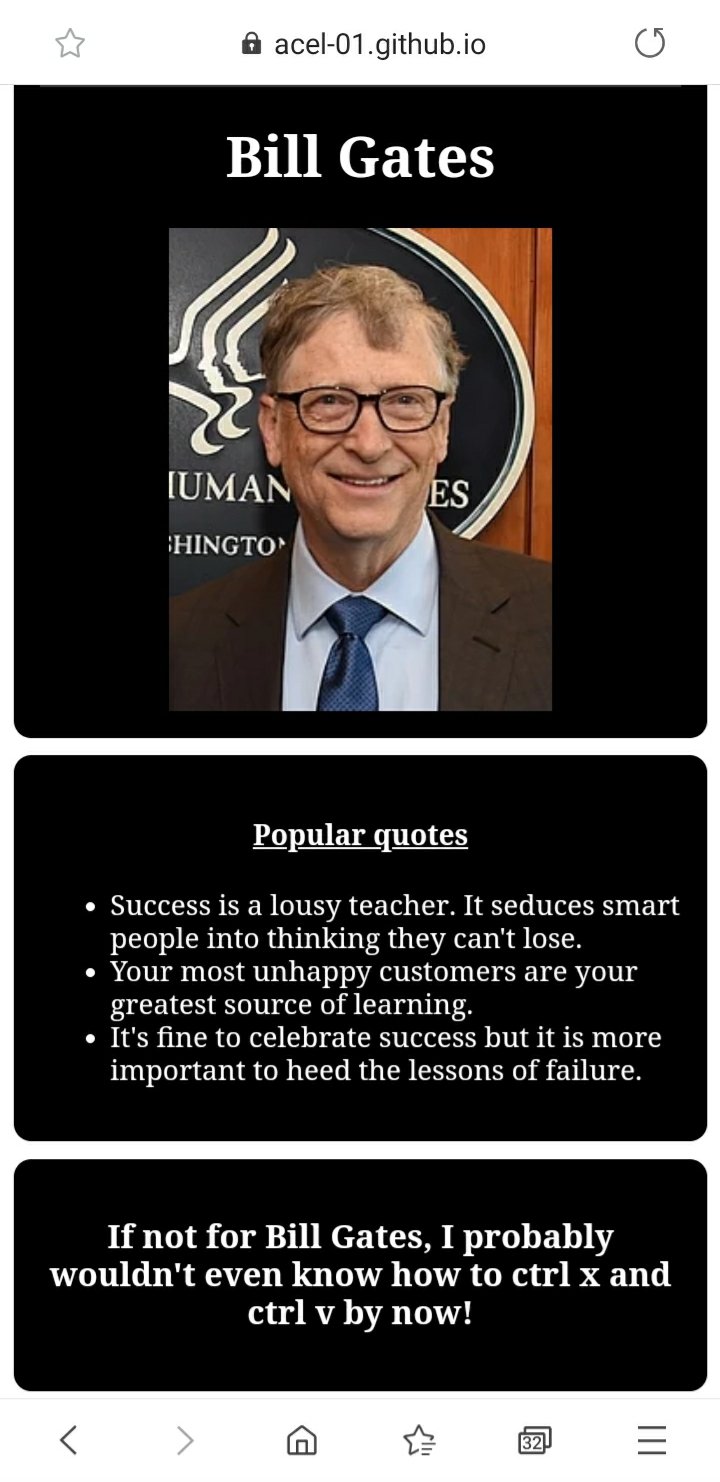 acel-01.github.io
Bill Gates
HUMAN ES
SHINGTON
Popular quotes
Success is a lousy teacher. It seduces smart
people into thinking they can't lose.
Your most unhappy customers are your
greatest source of learning.
It's fine to celebrate success but it is more
important to heed the lessons of failure.
If not for Bill Gates, I probably
wouldn't even know how to ctrl x and
ctrl v by now!
32